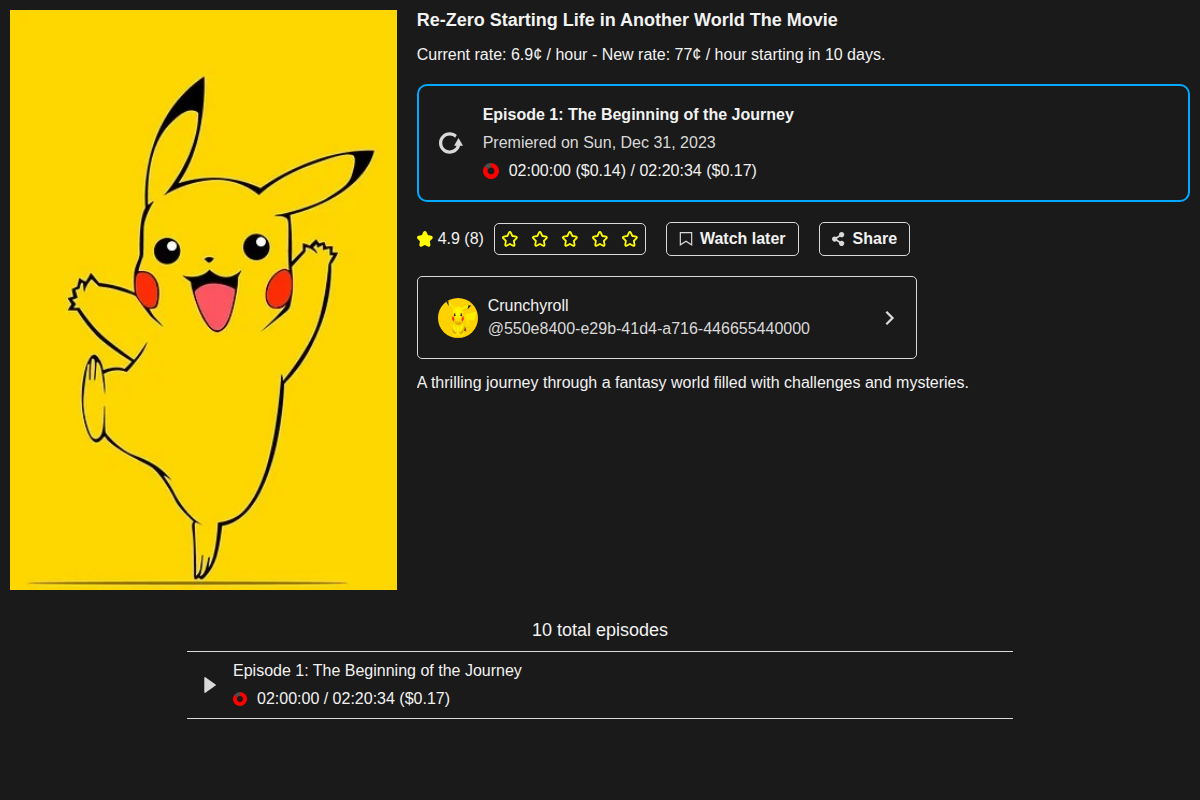 Re-Zero Starting Life in Another World The Movie
Current rate: 6.9¢ / hour - New rate: 77¢ / hour starting in 10 days.
Episode 1: The Beginning of the Journey
Premiered on Sun, Dec 31, 2023
02:00:00 ($0.14) / 02:20:34 ($0.17)
4.9 (8) Watch later Share
Crunchyroll
@550e8400-e29b-41d4-a716-446655440000
A thrilling journey through a fantasy world filled with challenges and mysteries.
10 total episodes
Episode 1: The Beginning of the Journey
02:00:00 / 02:20:34 ($0.17)